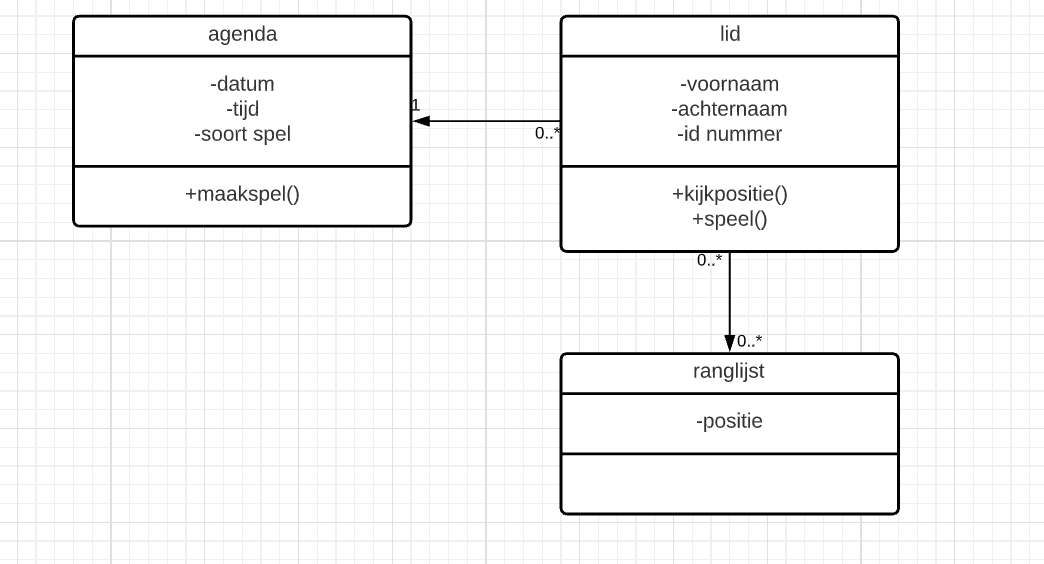 agenda
-datum
-tijd
-soort spel
+maakspel()
1
0..*
lid
-voornaam
-achternaam
-id nummer
+kijkpositie()
+speel()
0..*
0..*
ranglijst
-positie